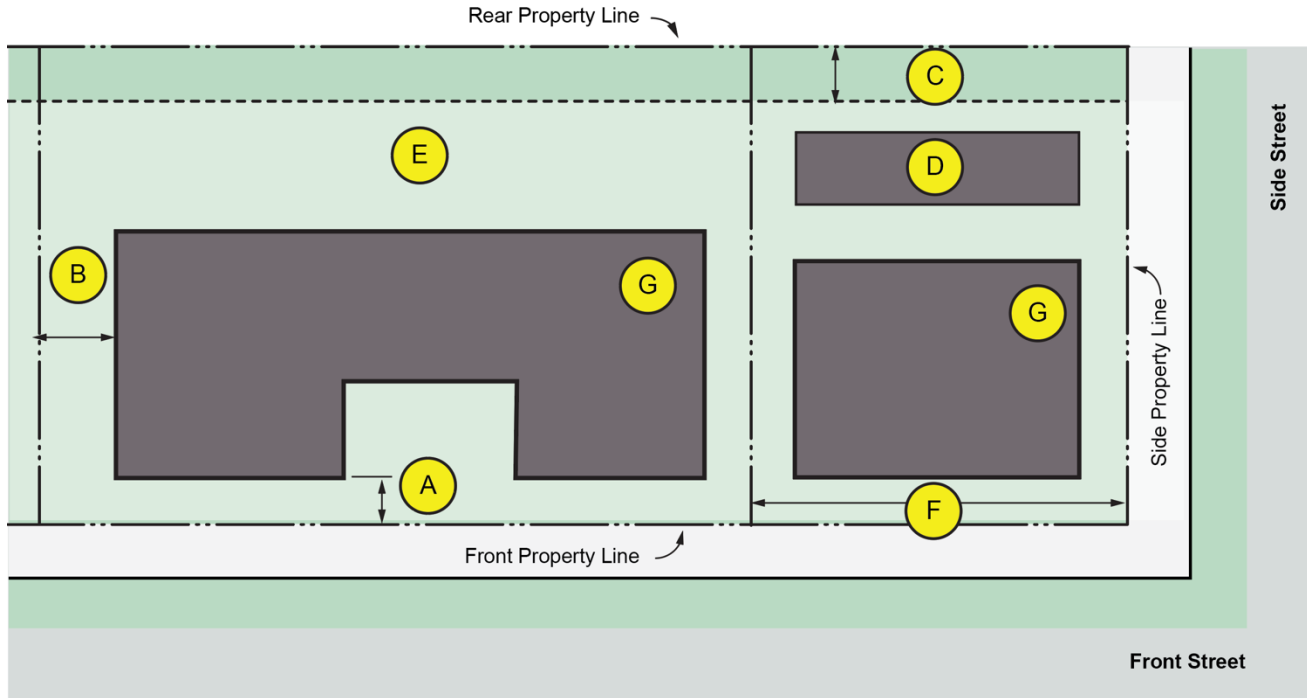 Rear Property Line
C
E
D
Side Street
B
G
G
Side Property Line
A
F
Front Property Line
Front Street